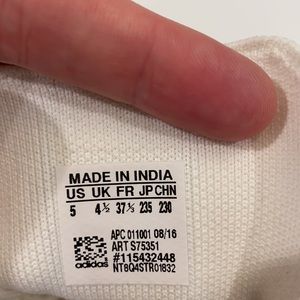 MADE IN INDIA
US UK FR JP CHN
5 4½ 37⅓ 235 230
APC 011001 08/16
ART S75351
#115432448
adidas NT8Q4STR01832